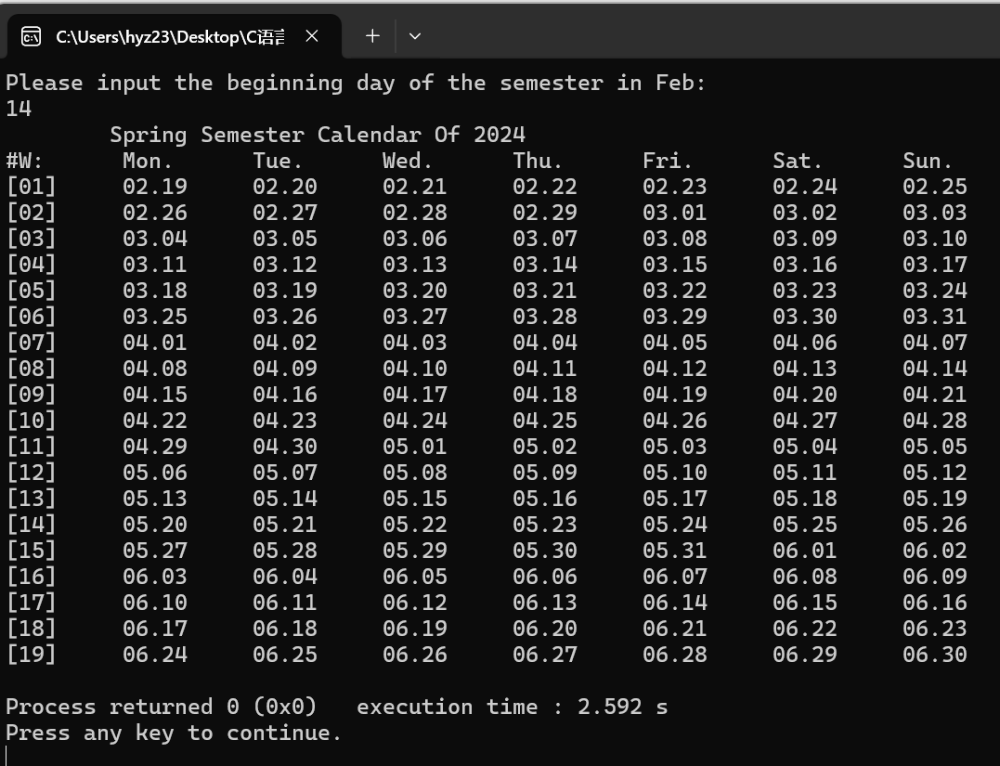 C:\Users\hyz23\Desktop\C语言
Please input the beginning day of the semester in Feb:
14
Spring Semester Calendar Of 2024
#W: Mon. Tue. Wed. Thu. Fri. Sat. Sun.
[01] 02.19 02.20 02.21 02.22 02.23 02.24 02.25
[02] 02.26 02.27 02.28 02.29 03.01 03.02 03.03
[03] 03.04 03.05 03.06 03.07 03.08 03.09 03.10
[04] 03.11 03.12 03.13 03.14 03.15 03.16 03.17
[05] 03.18 03.19 03.20 03.21 03.22 03.23 03.24
[06] 03.25 03.26 03.27 03.28 03.29 03.30 03.31
[07] 04.01 04.02 04.03 04.04 04.05 04.06 04.07
[08] 04.08 04.09 04.10 04.11 04.12 04.13 04.14
[09] 04.15 04.16 04.17 04.18 04.19 04.20 04.21
[10] 04.22 04.23 04.24 04.25 04.26 04.27 04.28
[11] 04.29 04.30 05.01 05.02 05.03 05.04 05.05
[12] 05.06 05.07 05.08 05.09 05.10 05.11 05.12
[13] 05.13 05.14 05.15 05.16 05.17 05.18 05.19
[14] 05.20 05.21 05.22 05.23 05.24 05.25 05.26
[15] 05.27 05.28 05.29 05.30 05.31 06.01 06.02
[16] 06.03 06.04 06.05 06.06 06.07 06.08 06.09
[17] 06.10 06.11 06.12 06.13 06.14 06.15 06.16
[18] 06.17 06.18 06.19 06.20 06.21 06.22 06.23
[19] 06.24 06.25 06.26 06.27 06.28 06.29 06.30
Process returned 0 (0x0)   execution time : 2.592 s
Press any key to continue.